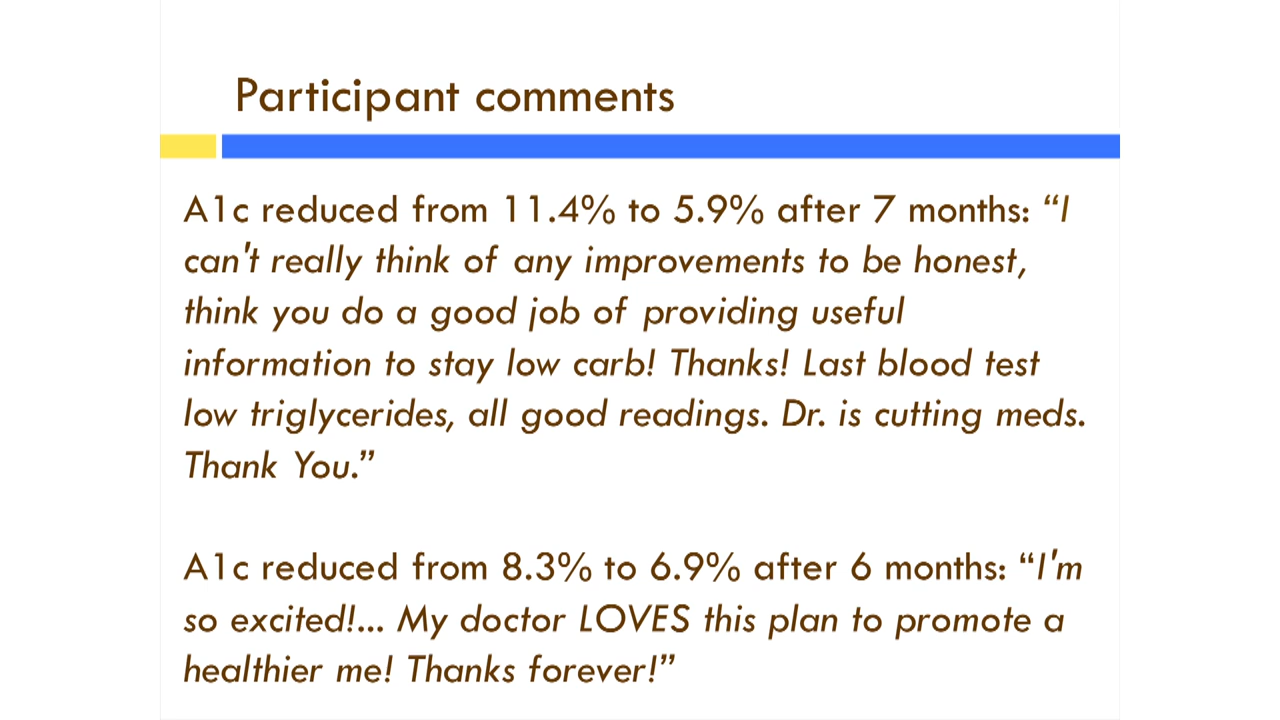 Participant comments
A1c reduced from 11.4% to 5.9% after 7 months: “I
can't really think of any improvements to be honest,
think you do a good job of providing useful
information to stay low carb! Thanks! Last blood test
low triglycerides, all good readings. Dr. is cutting meds.
Thank You.”
A1c reduced from 8.3% to 6.9% after 6 months: “I'm
so excited!... My doctor LOVES this plan to promote a
healthier me! Thanks forever!”